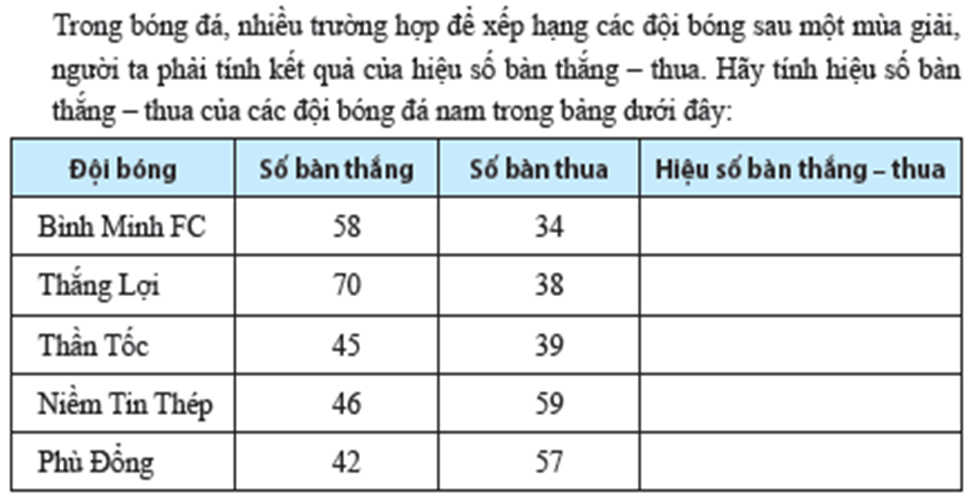 Trong bóng đá, nhiều trường hợp để xếp hạng các đội bóng sau một mùa giải,
người ta phải tính kết quả của hiệu số bàn thắng – thua. Hãy tính hiệu số bàn
thắng – thua của các đội bóng đá nam trong bảng dưới đây:
Đội bóng Số bàn thắng Số bàn thua Hiệu số bàn thắng – thua
Bình Minh FC 58 34
Thắng Lợi 70 38
Thần Tốc 45 39
Niềm Tin Thép 46 59
Phù Đổng 42 57